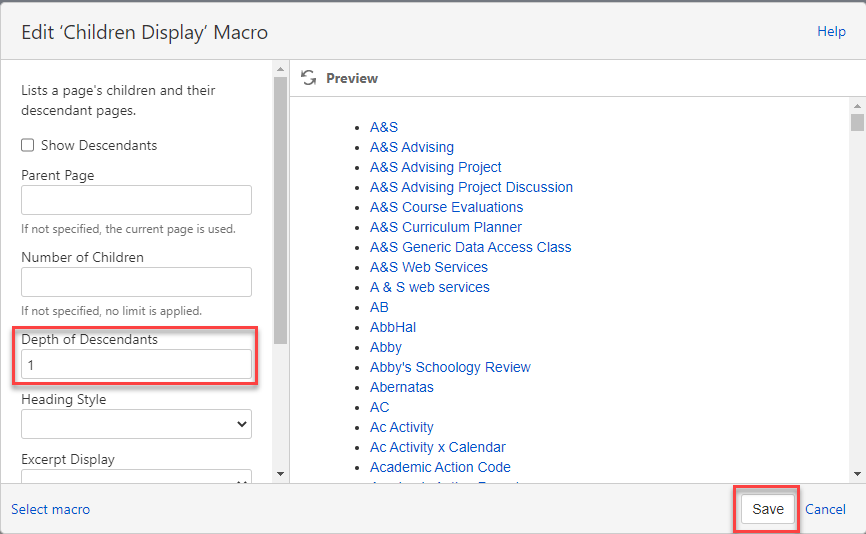 Edit ‘Children Display’ Macro
Help
Lists a page's children and their
descendant pages.
Show Descendants
Parent Page
If not specified, the current page is used.
Number of Children
If not specified, no limit is applied.
Depth of Descendants
1
Heading Style
Excerpt Display
Preview
A&S
A&S Advising
A&S Advising Project
A&S Advising Project Discussion
A&S Course Evaluations
A&S Curriculum Planner
A&S Generic Data Access Class
A&S Web Services
A & S web services
AB
AbbHal
Abby
Abby's Schoology Review
Abernatas
AC
Ac Activity
Ac Activity x Calendar
Academic Action Code
Select macro
Save
Cancel